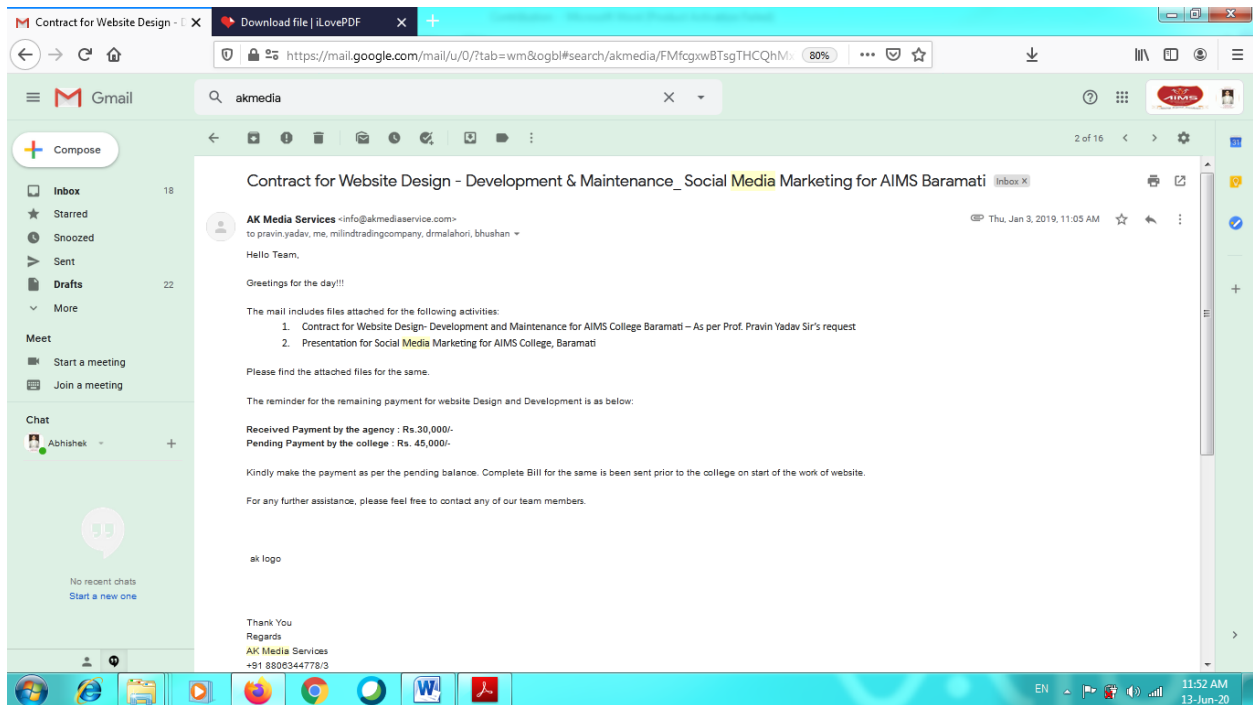 Contract for Website Design - D
Download file | iLovePDF
https://mail.google.com/mail/u/0/?tab=wm&ogbl#search/akmedia/FMfcgxwBTsgTHCQhMx
80%
Gmail
akmedia
AIMS
Compose
2 of 16
31
Inbox 18
Starred
Snoozed
Sent
Drafts 22
More
Meet
Start a meeting
Join a meeting
Chat
Abhishek
No recent chats
Start a new one
Contract for Website Design - Development & Maintenance_ Social Media Marketing for AIMS Baramati Inbox x
AK Media Services <info@akmediaservice.com>
Thu, Jan 3, 2019, 11:05 AM
to pravin.yadav, me, milindtradingcompany, drmalahori, bhushan
Hello Team,
Greetings for the day!!!
The mail includes files attached for the following activities:
1. Contract for Website Design- Development and Maintenance for AIMS College Baramati – As per Prof. Pravin Yadav Sir's request
2. Presentation for Social Media Marketing for AIMS College, Baramati
Please find the attached files for the same.
The reminder for the remaining payment for website Design and Development is as below:
Received Payment by the agency : Rs.30,000/-
Pending Payment by the college : Rs. 45,000/-
Kindly make the payment as per the pending balance. Complete Bill for the same is been sent prior to the college on start of the work of website.
For any further assistance, please feel free to contact any of our team members.
ak logo
Thank You
Regards
AK Media Services
+91 8806344778/3
EN
11:52 AM
13-Jun-20